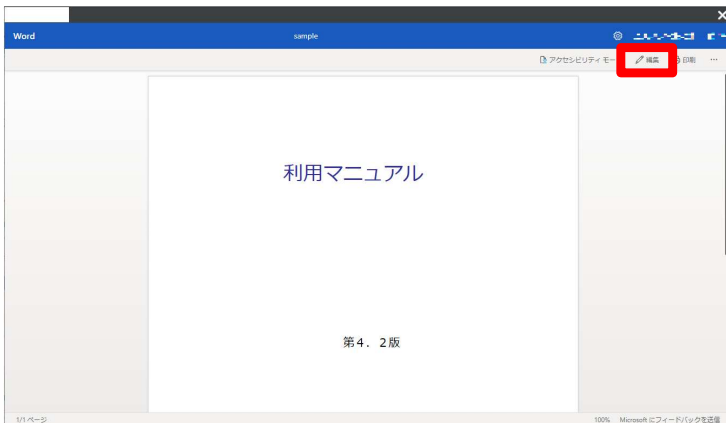 Word sample
アクセシビリティ モー 編集 印刷 …
利用マニュアル
第4．2版
1/1 ページ 100% Microsoft にフィードバックを送信